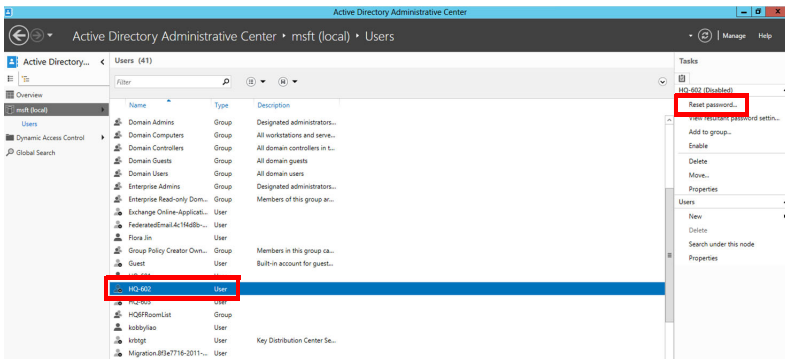 Active Directory Administrative Center
Active Directory Administrative Center • msft (local) • Users
Manage Help
Active Directory...
Overview
msft (local)
Users
Dynamic Access Control
Global Search
Users (41)
Filter
Name Type Description
Domain Admins Group Designated administrators...
Domain Computers Group All workstations and serve...
Domain Controllers Group All domain controllers in t...
Domain Guests Group All domain guests
Domain Users Group All domain users
Enterprise Admins Group Designated administrators...
Enterprise Read-only Dom... Group Members of this group ar...
Exchange Online-Applicati... User
FederatedEmail.4c1f4d8b-... User
Flora Jin User
Group Policy Creator Own... Group Members in this group ca...
Guest User Built-in account for guest...
HQ-601 User
HQ-602 User
HQ-603 User
HQ6FRoomList Group
kobbyliao User
krbtgt User Key Distribution Center Se...
Migration.8f3e7716-2011-... User
Tasks
HQ-602 (Disabled)
Reset password...
View resultant password settin...
Add to group...
Enable
Delete
Move...
Properties
Users
New
Delete
Search under this node
Properties